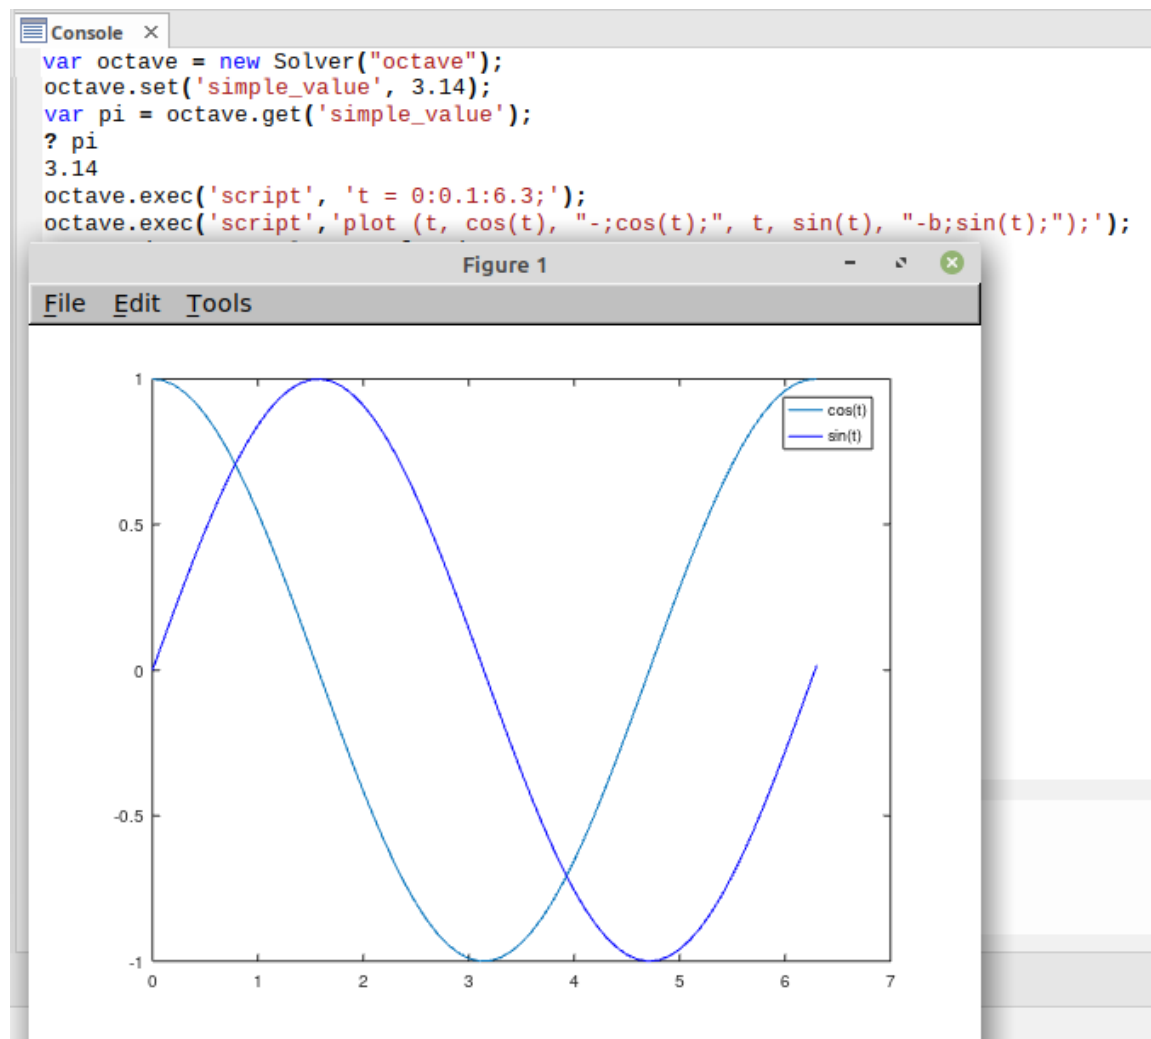 Console
var octave = new Solver("octave");
octave.set('simple_value', 3.14);
var pi = octave.get('simple_value');
? pi
3.14
octave.exec('script', 't = 0:0.1:6.3;');
octave.exec('script','plot (t, cos(t), "-;cos(t);", t, sin(t), "-b;sin(t);");');
Figure 1
File Edit Tools
1
cos(t)
sin(t)
0.5
0
-0.5
-1
0 1 2 3 4 5 6 7